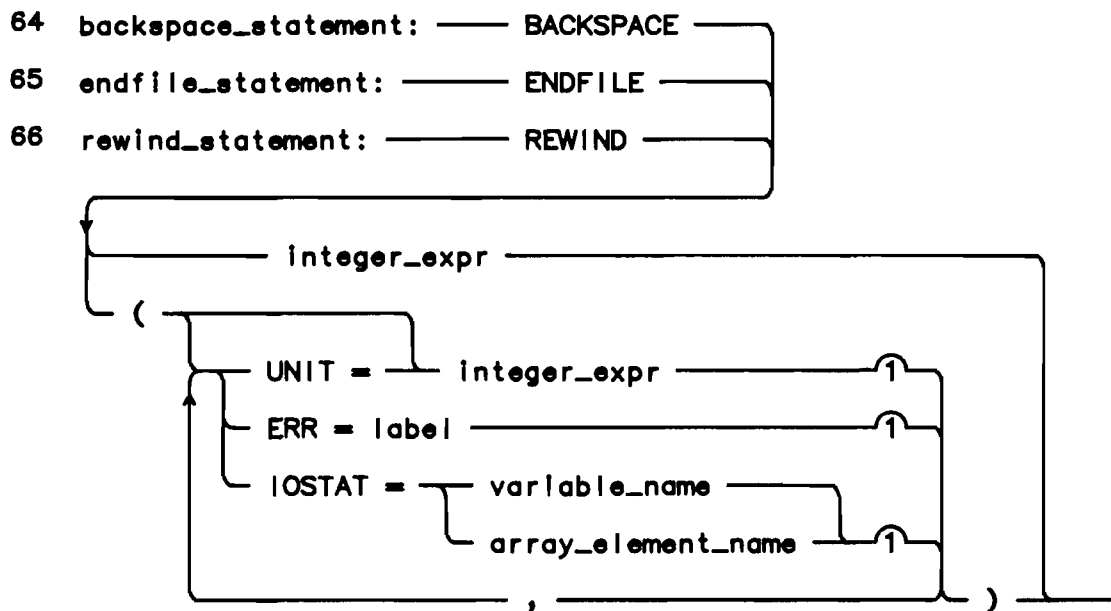 64 backspace_statement: BACKSPACE
65 endfile_statement: ENDFILE
66 rewind_statement: REWIND
integer_expr
(
UNIT = integer_expr 1
ERR = label 1
IOSTAT = variable_name
array_element_name 1
, )